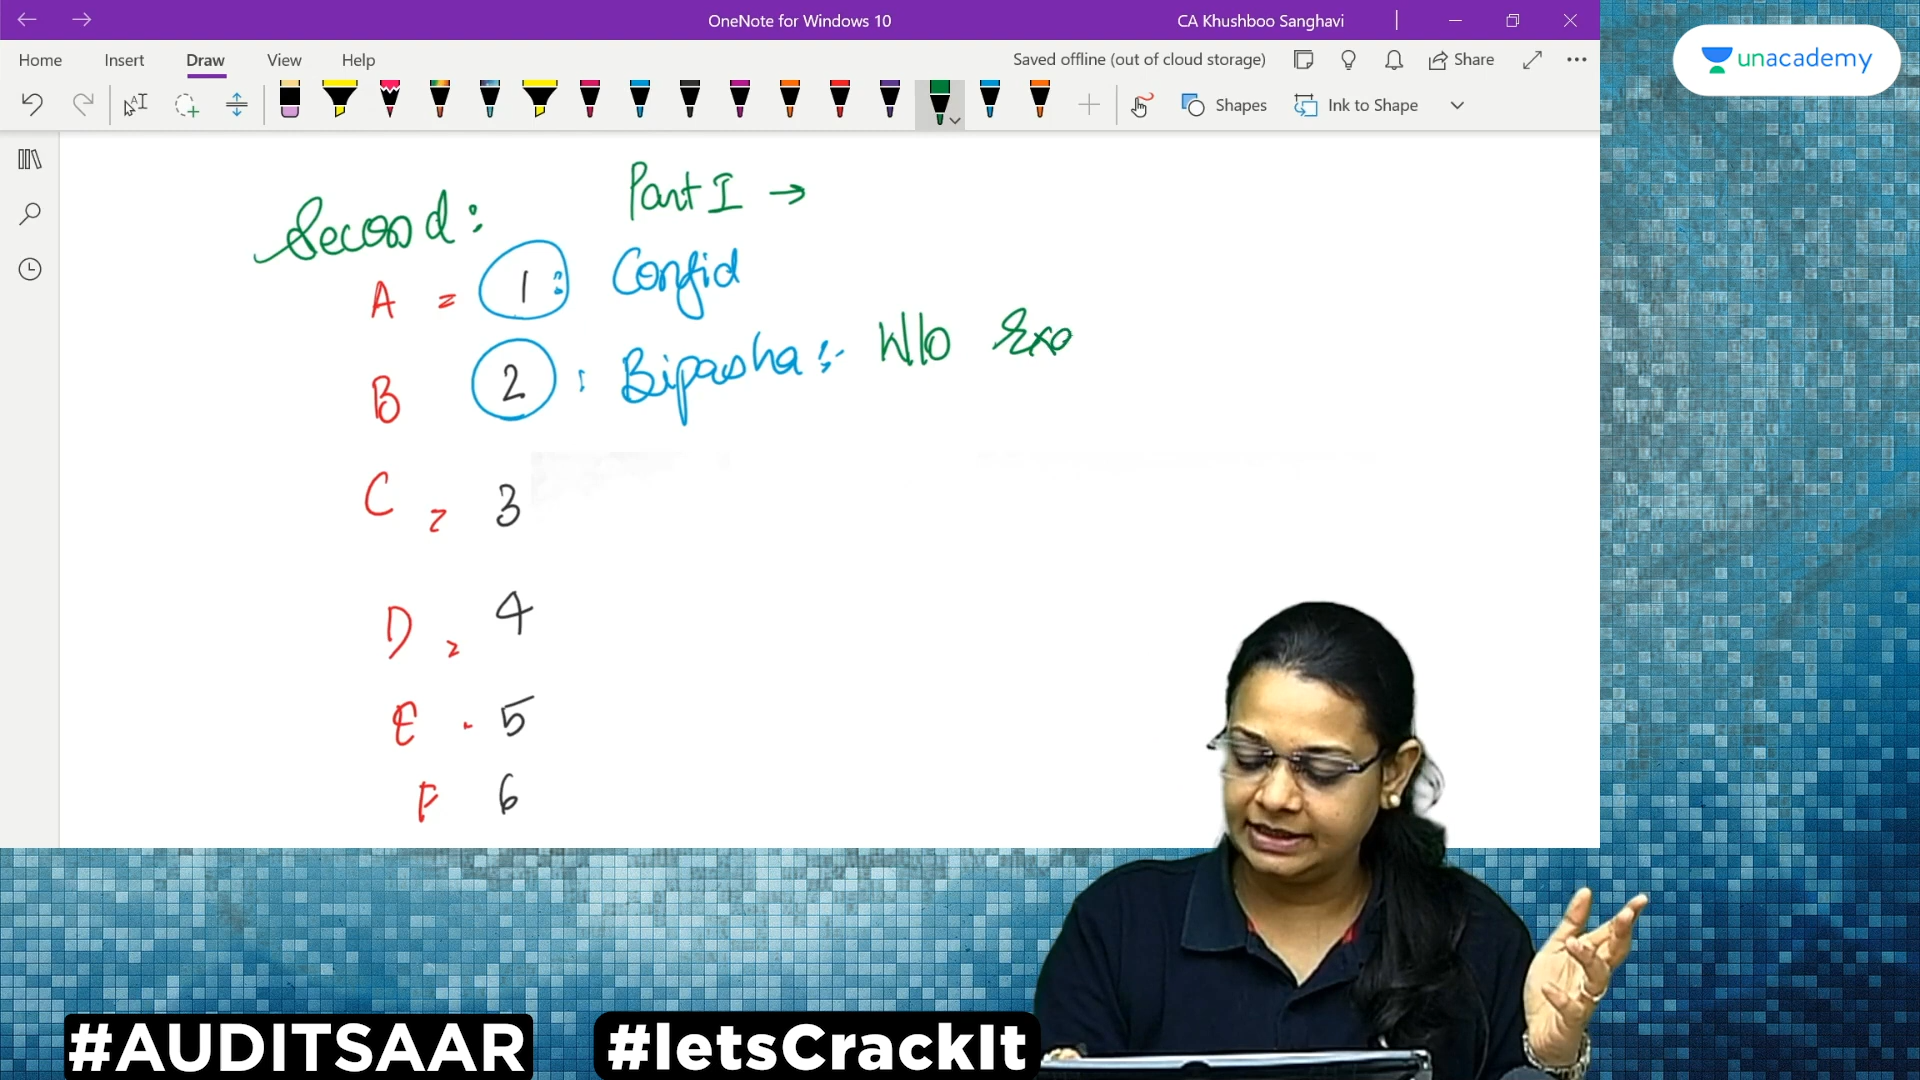 OneNote for Windows 10
CA Khushboo Sanghavi
unacademy
Home Insert Draw View Help
Saved offline (out of cloud storage)
Share
Shapes
Ink to Shape
Part I →
Second:
A = 1: Confid
B 2: Bipasha:- W/o
C = 3
D = 4
E . 5
F 6
#AUDITSAAR #letsCrackIt